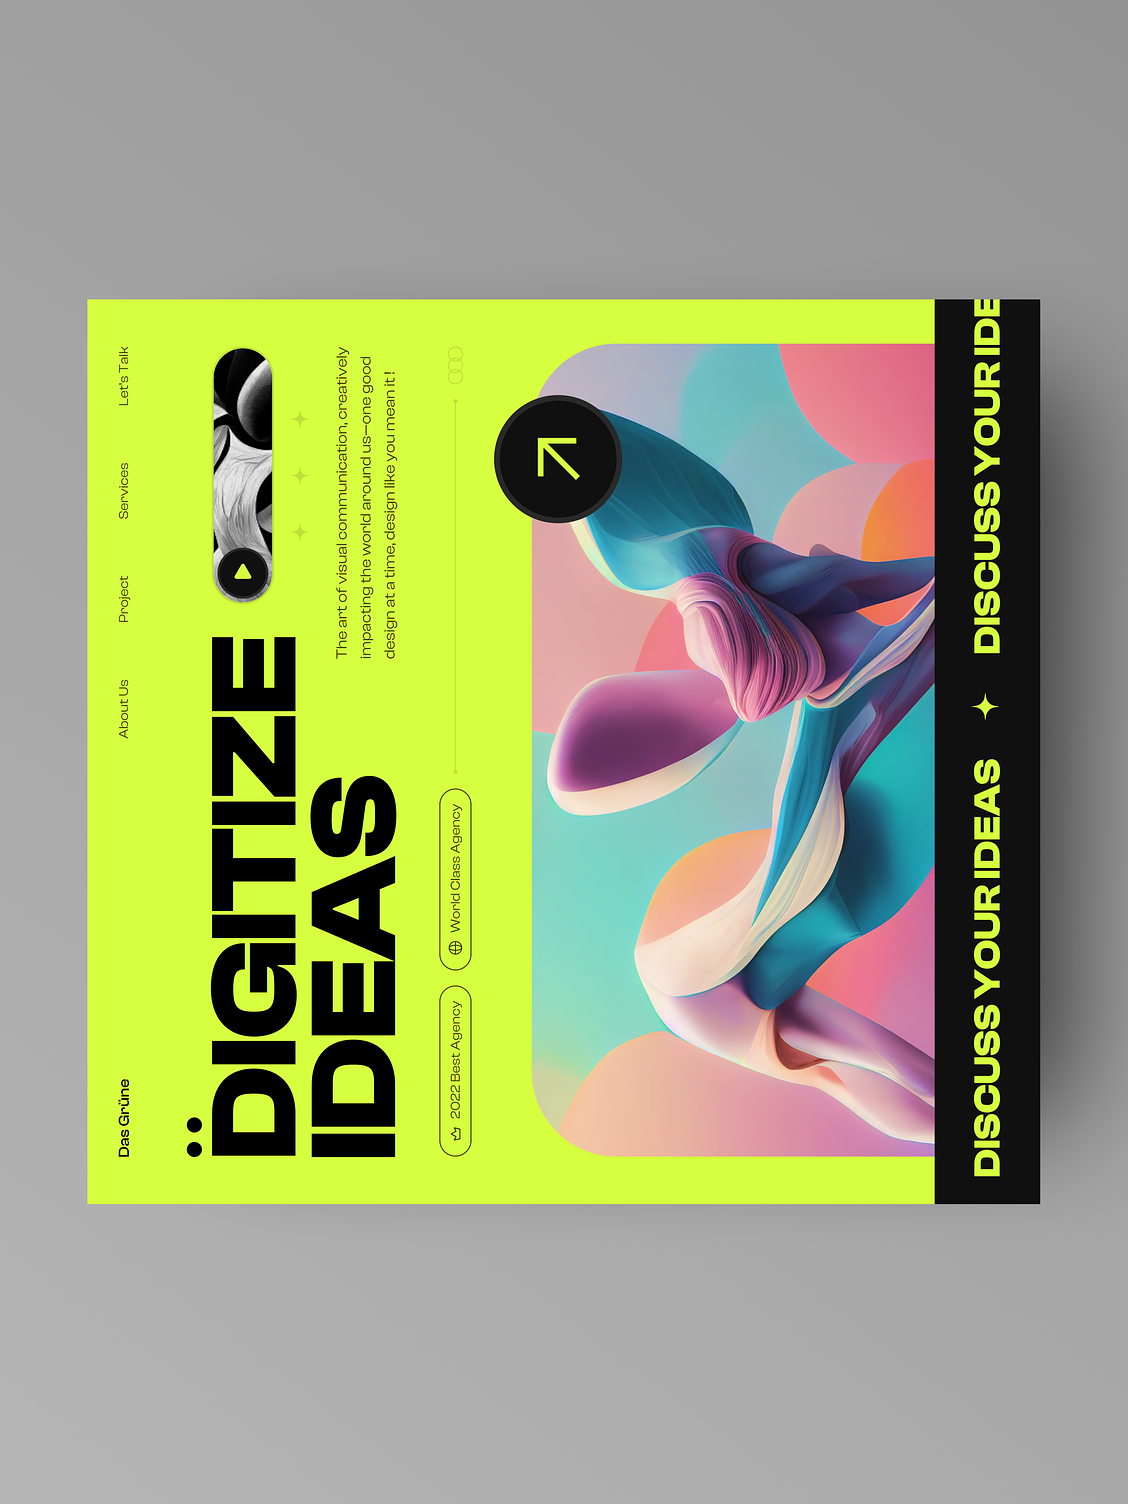 Das Grüne
About Us
Project
Services
Let's Talk
DIGITIZE
IDEAS
The art of visual communication, creatively
impacting the world around us—one good
design at a time, design like you mean it!
2022 Best Agency
World Class Agency
DISCUSS YOUR IDEAS
DISCUSS YOUR IDE